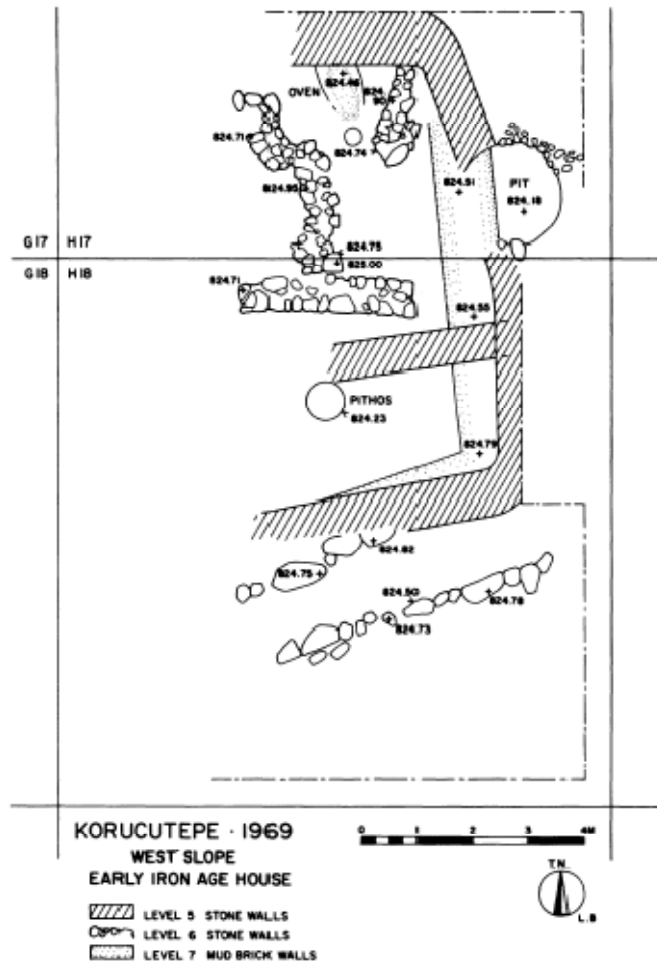 824.46
OVEN
824.
90
824.71
824.74
824.51
PIT
824.18
824.95
G17 H17
824.75
825.00
G18 H18
824.71
824.55
PITHOS
824.23
824.79
824.82
824.75
824.50
824.78
824.73
KORUCUTEPE · 1969
WEST SLOPE
EARLY IRON AGE HOUSE
0 1 2 3 4M
T.N.
L.B
LEVEL 5 STONE WALLS
LEVEL 6 STONE WALLS
LEVEL 7 MUD BRICK WALLS